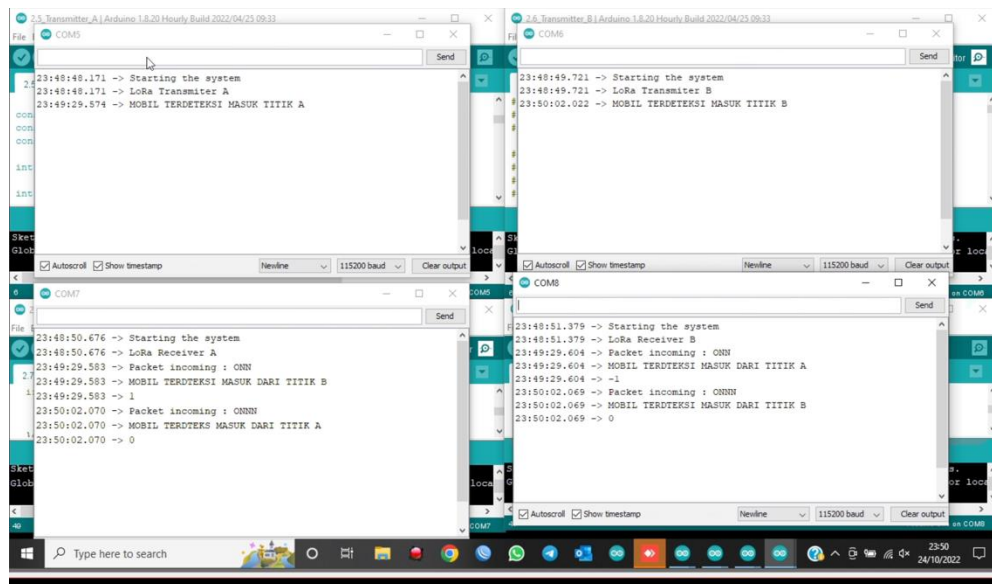 2.5_Transmitter_A | Arduino 1.8.20 Hourly Build 2022/04/25 09:33
File
COM5
Send
23:48:48.171 -> Starting the system
23:48:48.171 -> LoRa Transmiter A
23:49:29.574 -> MOBIL TERDETEKSI MASUK TITIK A
Autoscroll
Show timestamp
Newline
115200 baud
Clear output
2.6_Transmitter_B | Arduino 1.8.20 Hourly Build 2022/04/25 09:33
COM6
Send
23:48:49.721 -> Starting the system
23:48:49.721 -> LoRa Transmiter B
23:50:02.022 -> MOBIL TERDETEKSI MASUK TITIK B
Autoscroll
Show timestamp
Newline
115200 baud
Clear output
COM7
Send
23:48:50.676 -> Starting the system
23:48:50.676 -> LoRa Receiver A
23:49:29.583 -> Packet incoming : ONN
23:49:29.583 -> MOBIL TERDTEKSI MASUK DARI TITIK B
23:49:29.583 -> 1
23:50:02.070 -> Packet incoming : ONNN
23:50:02.070 -> MOBIL TERDTEKS MASUK DARI TITIK A
23:50:02.070 -> 0
COM8
Send
23:48:51.379 -> Starting the system
23:48:51.379 -> LoRa Receiver B
23:49:29.604 -> Packet incoming : ONN
23:49:29.604 -> MOBIL TERDTEKSI MASUK DARI TITIK A
23:49:29.604 -> -1
23:50:02.069 -> Packet incoming : ONNN
23:50:02.069 -> MOBIL TERDTEKSI MASUK DARI TITIK B
23:50:02.069 -> 0
Autoscroll
Show timestamp
Newline
115200 baud
Clear output
Type here to search
23:50
24/10/2022